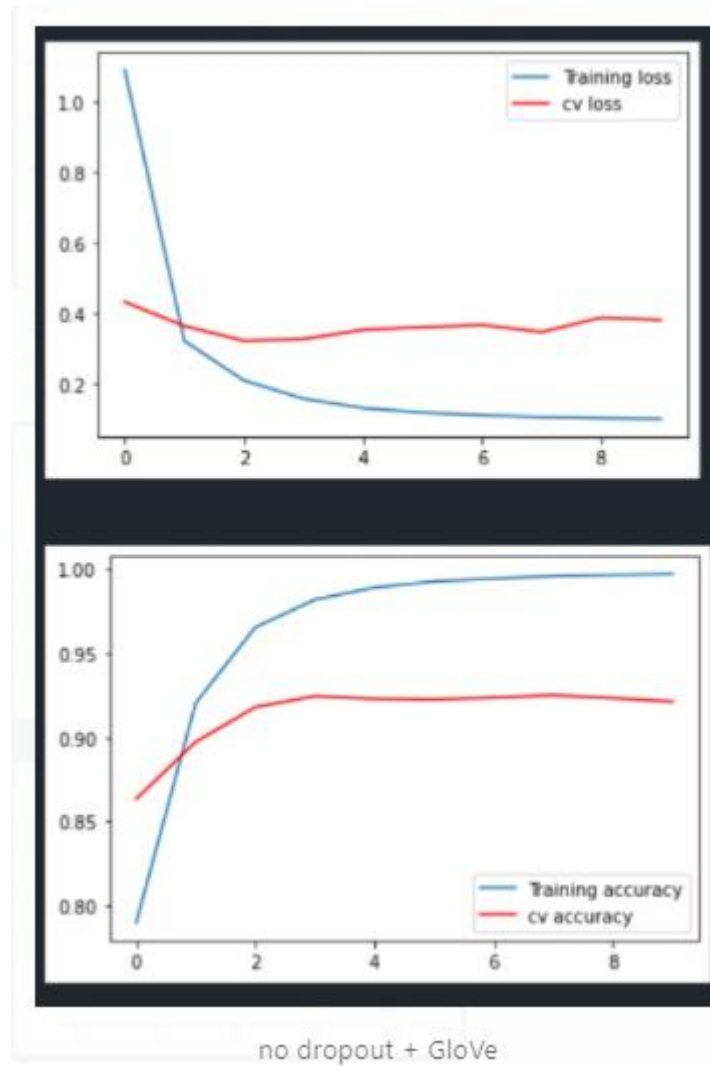 Training loss
cv loss
1.0
0.8
0.6
0.4
0.2
0 2 4 6 8
1.00
0.95
0.90
0.85
0.80
Training accuracy
cv accuracy
0 2 4 6 8
no dropout + GloVe